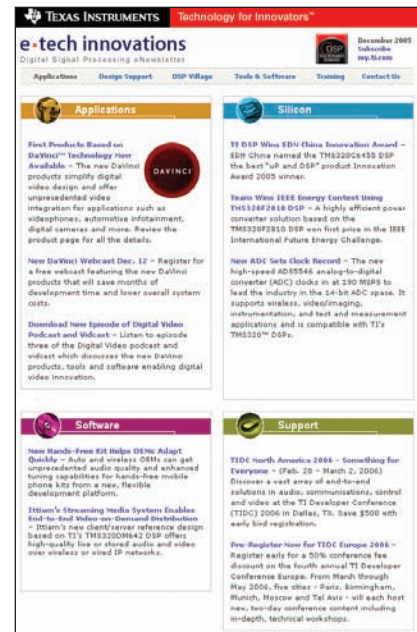 TEXAS INSTRUMENTS
Technology for Innovators™
e·tech innovations
Digital Signal Processing eNewsletter
DSP
December 2005
Subscribe
my.ti.com
Applications Design Support DSP Village Tools & Software Training Contact Us
Applications
First Products Based on
DaVinci™ Technology Now
Available – The new DaVinci
products simplify digital
video design and offer
unprecedented video
integration for applications such as
videophones, automotive infotainment,
digital cameras and more. Review the
product page for all the details.
DAVINCI
New DaVinci Webcast Dec. 12 – Register for
a free webcast featuring the new DaVinci
products that will save months of
development time and lower overall system
costs.
Download New Episode of Digital Video
Podcast and Vidcast – Listen to episode
three of the Digital Video podcast and
vidcast which discusses the new DaVinci
products, tools and software enabling digital
video innovation.
Silicon
TI DSP Wins EDN China Innovation Award –
EDN China named the TMS320C6455 DSP
the best "uP and DSP" product Innovation
Award 2005 winner.
Team Wins IEEE Energy Contest Using
TMS320F2810 DSP – A highly efficient power
converter solution based on the
TMS320F2810 DSP won first prize in the IEEE
International Future Energy Challenge.
New ADC Sets Clock Record – The new
high-speed ADS5546 analog-to-digital
converter (ADC) clocks in at 190 MSPS to
lead the industry in the 14-bit ADC space. It
supports wireless, video/imaging,
instrumentation, and test and measurement
applications and is compatible with TI's
TMS320™ DSPs.
Software
New Hands-Free Kit Helps OEMs Adapt
Quickly – Auto and wireless OEMs can get
unprecedented audio quality and enhanced
tuning capabilities for hands-free mobile
phone kits from a new, flexible
development platform.
Ittiam's Streaming Media System Enables
End-to-End Video-on-Demand Distribution
– Ittiam's new client/server reference design
based on TI's TMS320DM642 DSP offers
high-quality live or stored audio and video
over wireless or wired IP networks.
Support
TIDC North America 2006 – Something for
Everyone – (Feb. 28 – March 2, 2006)
Discover a vast array of end-to-end
solutions in audio, communications, control
and video at the TI Developer Conference
(TIDC) 2006 in Dallas, TX. Save $500 with
early bird registration.
Pre-Register Now for TIDC Europe 2006 –
Register early for a 50% conference fee
discount on the fourth annual TI Developer
Conference Europe. From March through
May 2006, five cities – Paris, Birmingham,
Munich, Moscow and Tel Aviv – will each host
new, two-day conference content including
in-depth, technical workshops.